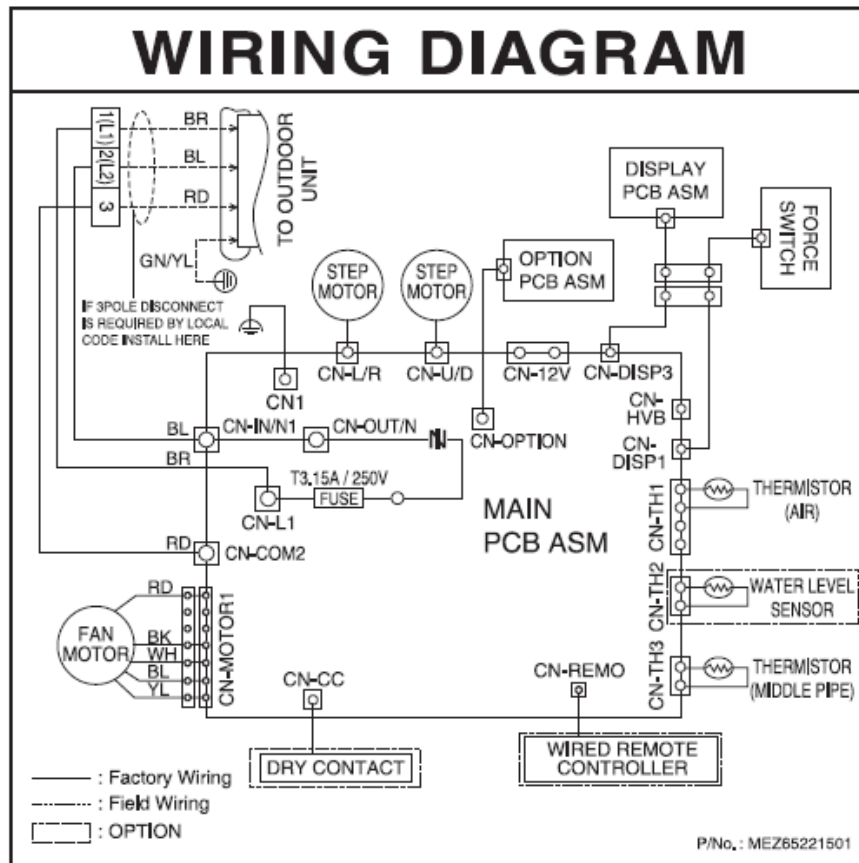 WIRING DIAGRAM
1(L1)
2(L2)
3
BR
BL
RD
GN/YL
TO OUTDOOR
UNIT
IF 3POLE DISCONNECT
IS REQUIRED BY LOCAL
CODE INSTALL HERE
STEP
MOTOR
STEP
MOTOR
OPTION
PCB ASM
DISPLAY
PCB ASM
FORCE
SWITCH
CN1
CN-L/R
CN-U/D
CN-12V
CN-DISP3
CN-
HVB
CN-
DISP1
CN-OPTION
BL
CN-IN/N1
CN-OUT/N
BR
T3.15A / 250V
FUSE
CN-L1
RD
CN-COM2
MAIN
PCB ASM
CN-TH1
THERMISTOR
(AIR)
CN-TH2
WATER LEVEL
SENSOR
CN-TH3
THERMISTOR
(MIDDLE PIPE)
FAN
MOTOR
RD
BK
WH
BL
YL
CN-MOTOR1
CN-CC
CN-REMO
DRY CONTACT
WIRED REMOTE
CONTROLLER
: Factory Wiring
: Field Wiring
: OPTION
P/No. : MEZ65221501